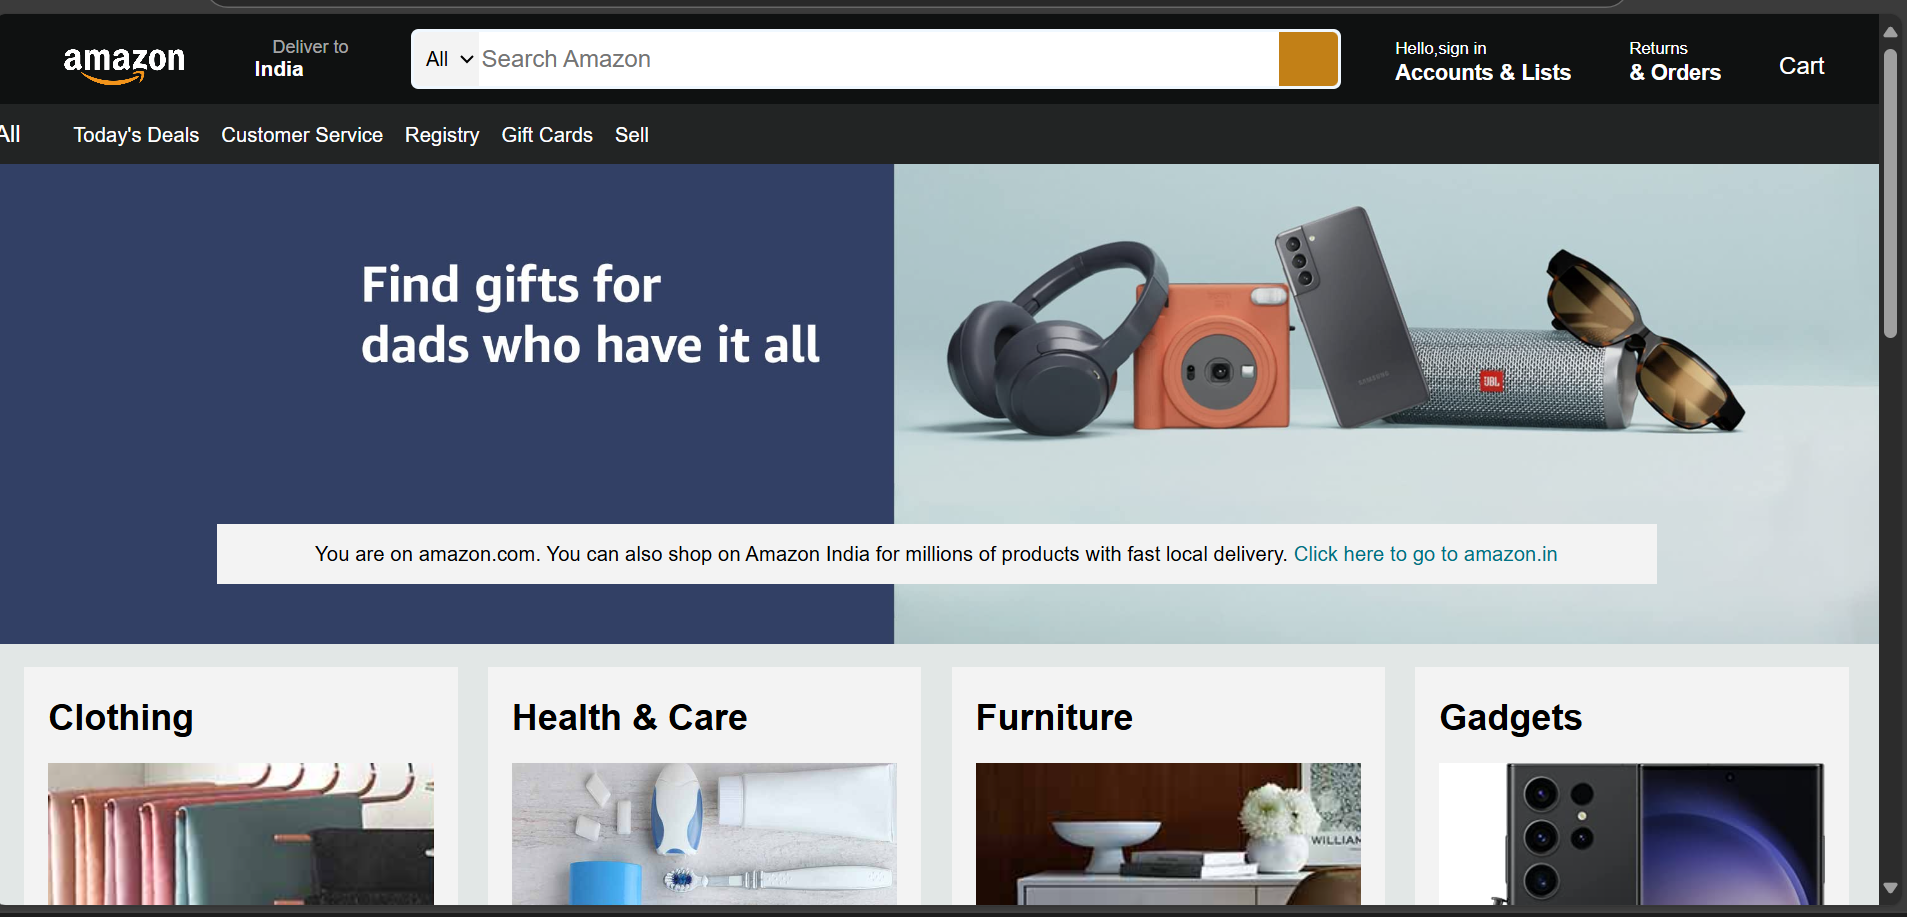 amazon
Deliver to
India
All
Search Amazon
Hello,sign in
Accounts & Lists
Returns
& Orders
Cart
All
Today's Deals
Customer Service
Registry
Gift Cards
Sell
Find gifts for
dads who have it all
SAMSUNG
JBL
You are on amazon.com. You can also shop on Amazon India for millions of products with fast local delivery. Click here to go to amazon.in
Clothing
Health & Care
Furniture
Gadgets
WILLIAM